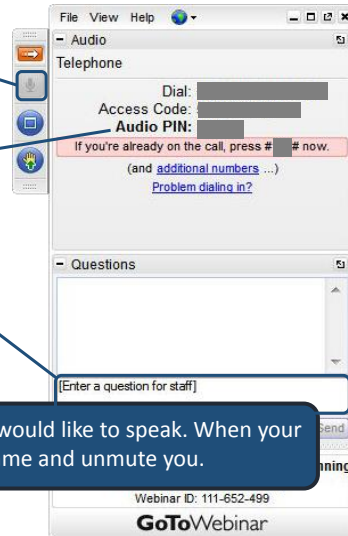 File View Help
Audio
Telephone
Dial:
Access Code:
Audio PIN:
If you're already on the call, press # # now.
(and additional numbers ...)
Problem dialing in?
Questions
[Enter a question for staff]
would like to speak. When your
Send
me and unmute you.
Webinar ID: 111-652-499
GoToWebinar